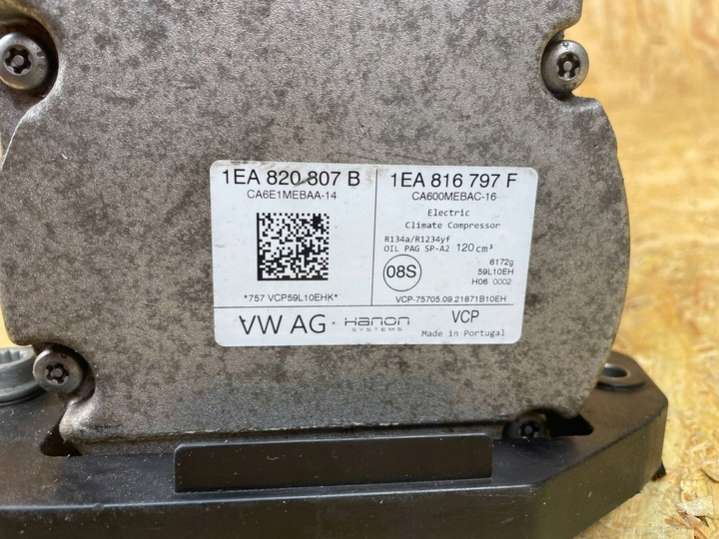 1EA 820 807 B
CA6E1MEBAA-14
*757 VCP59L10EHK*
1EA 816 797 F
CA600MEBAC-16
Electric
Climate Compressor
R134a/R1234yf
OIL PAG SP-A2 120 cm³
08S
6172g
59L10EH
H06 0002
VCP-75705.09.21871B10EH
VW AG - Hanon
SYSTEMS
VCP
Made in Portugal